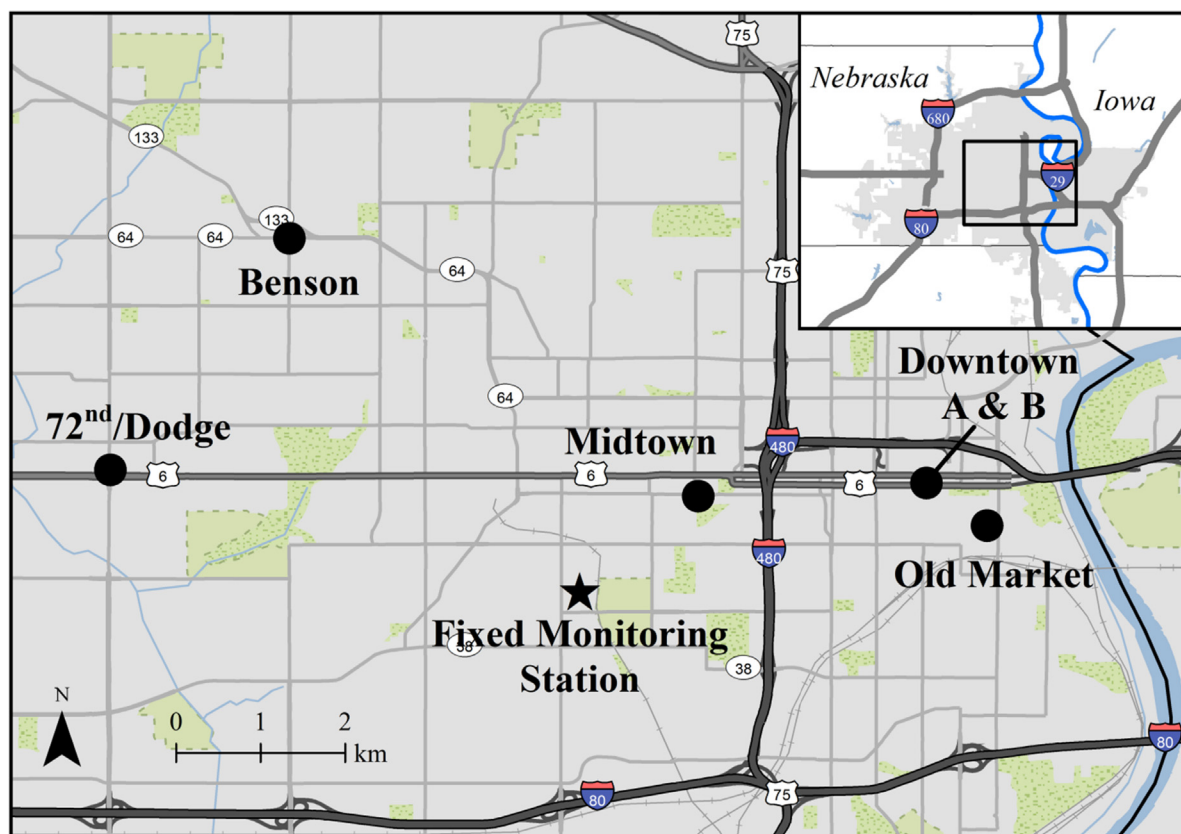 75
Nebraska
Iowa
680
29
80
133
133
64
64
Benson
64
75
Downtown
A & B
64
72nd/Dodge
Midtown
480
6
6
6
480
Old Market
Fixed Monitoring
38
Station
38
N
0 1 2
km
80
80
75